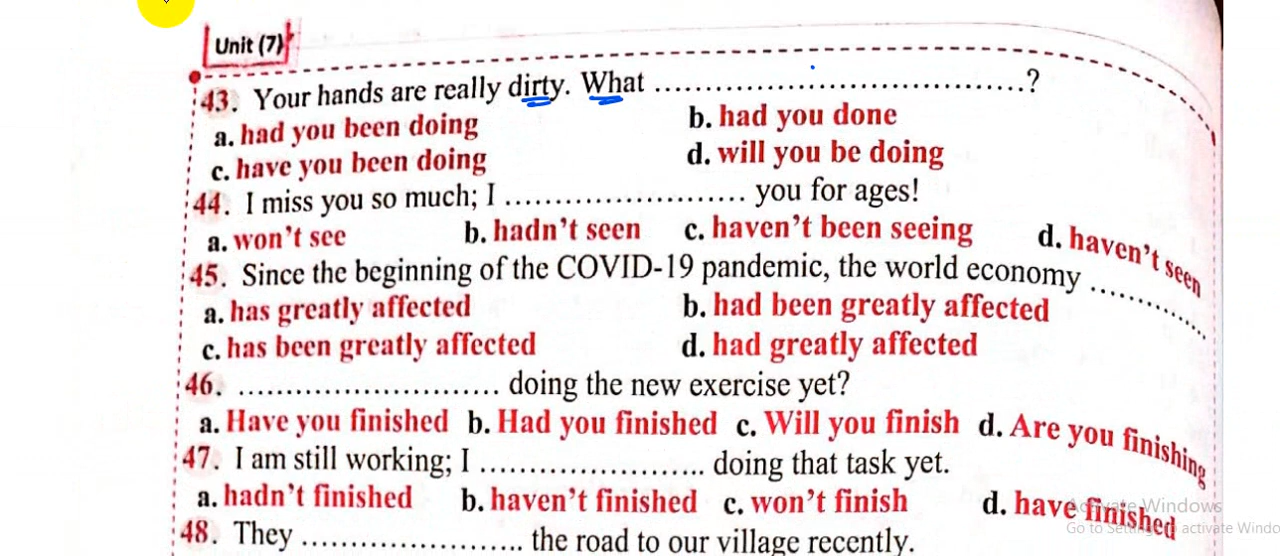 Unit (7)
43. Your hands are really dirty. What ........................................?
a. had you been doing b. had you done
c. have you been doing d. will you be doing
44. I miss you so much; I ......................... you for ages!
a. won't see b. hadn't seen c. haven't been seeing d. haven't seen
45. Since the beginning of the COVID-19 pandemic, the world economy ..................
a. has greatly affected b. had been greatly affected
c. has been greatly affected d. had greatly affected
46. ........................... doing the new exercise yet?
a. Have you finished b. Had you finished c. Will you finish d. Are you finishing
47. I am still working; I ........................ doing that task yet.
a. hadn't finished b. haven't finished c. won't finish d. have finished
Activate Windows
Go to Settings to activate Windo
48. They ........................ the road to our village recently.